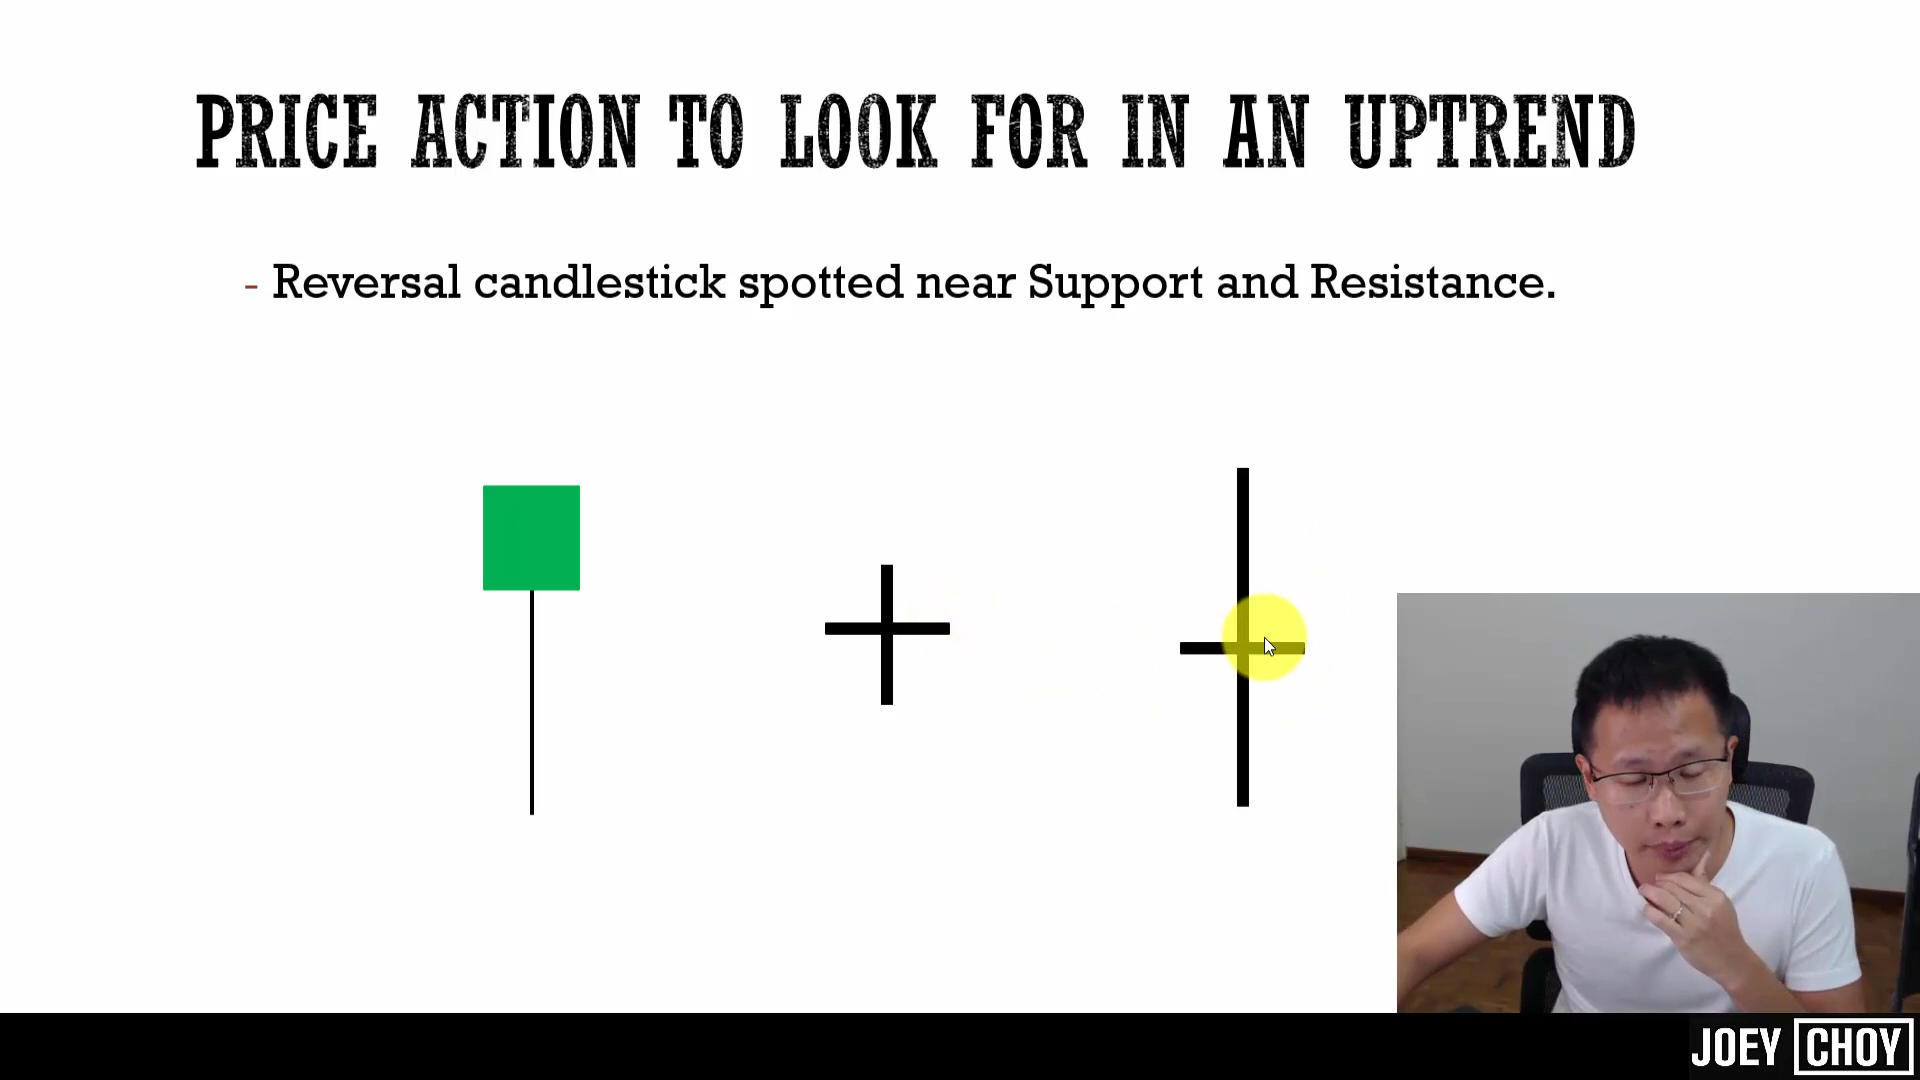 PRICE ACTION TO LOOK FOR IN AN UPTREND
- Reversal candlestick spotted near Support and Resistance.
JOEY CHOY